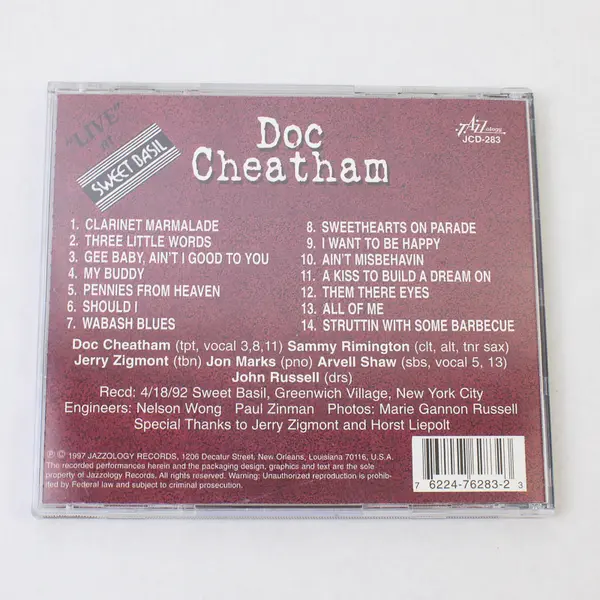 "LIVE"
at
SWEET BASIL
Doc
Cheatham
JAZZology
JCD-283
1. CLARINET MARMALADE
2. THREE LITTLE WORDS
3. GEE BABY, AIN'T I GOOD TO YOU
4. MY BUDDY
5. PENNIES FROM HEAVEN
6. SHOULD I
7. WABASH BLUES
8. SWEETHEARTS ON PARADE
9. I WANT TO BE HAPPY
10. AIN'T MISBEHAVIN
11. A KISS TO BUILD A DREAM ON
12. THEM THERE EYES
13. ALL OF ME
14. STRUTTIN WITH SOME BARBECUE
Doc Cheatham (tpt, vocal 3,8,11) Sammy Rimington (clt, alt, tnr sax)
Jerry Zigmont (tbn) Jon Marks (pno) Arvell Shaw (sbs, vocal 5, 13)
John Russell (drs)
Recd: 4/18/92 Sweet Basil, Greenwich Village, New York City
Engineers: Nelson Wong Paul Zinman Photos: Marie Gannon Russell
Special Thanks to Jerry Zigmont and Horst Liepolt
℗ © 1997 JAZZOLOGY RECORDS, 1206 Decatur Street, New Orleans, Louisiana 70116, U.S.A.
The recorded performances herein and the packaging design, graphics and text are the sole
property of Jazzology Records. All rights reserved. Warning: Unauthorized reproduction is prohib-
ited by Federal law and subject to criminal prosecution.
7 6224-76283-2 3